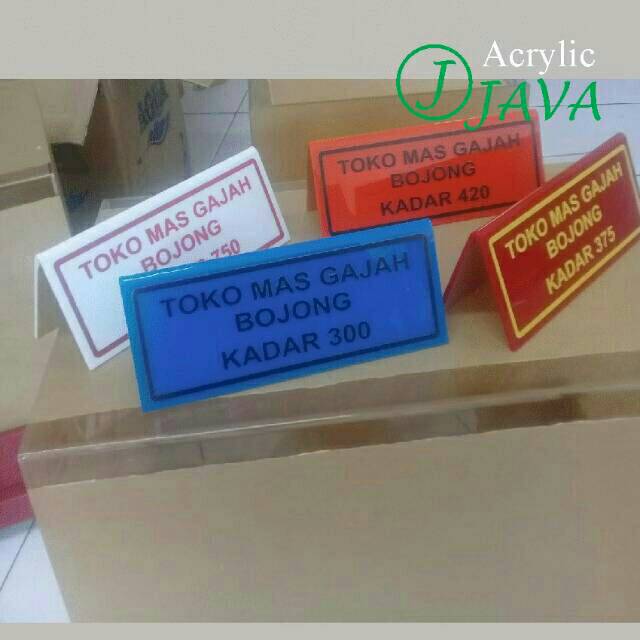 Acrylic
J JAVA
TOKO MAS GAJAH
BOJONG
750
TOKO MAS GAJAH
BOJONG
KADAR 420
TOKO MAS GAJAH
BOJONG
KADAR 375
TOKO MAS GAJAH
BOJONG
KADAR 300